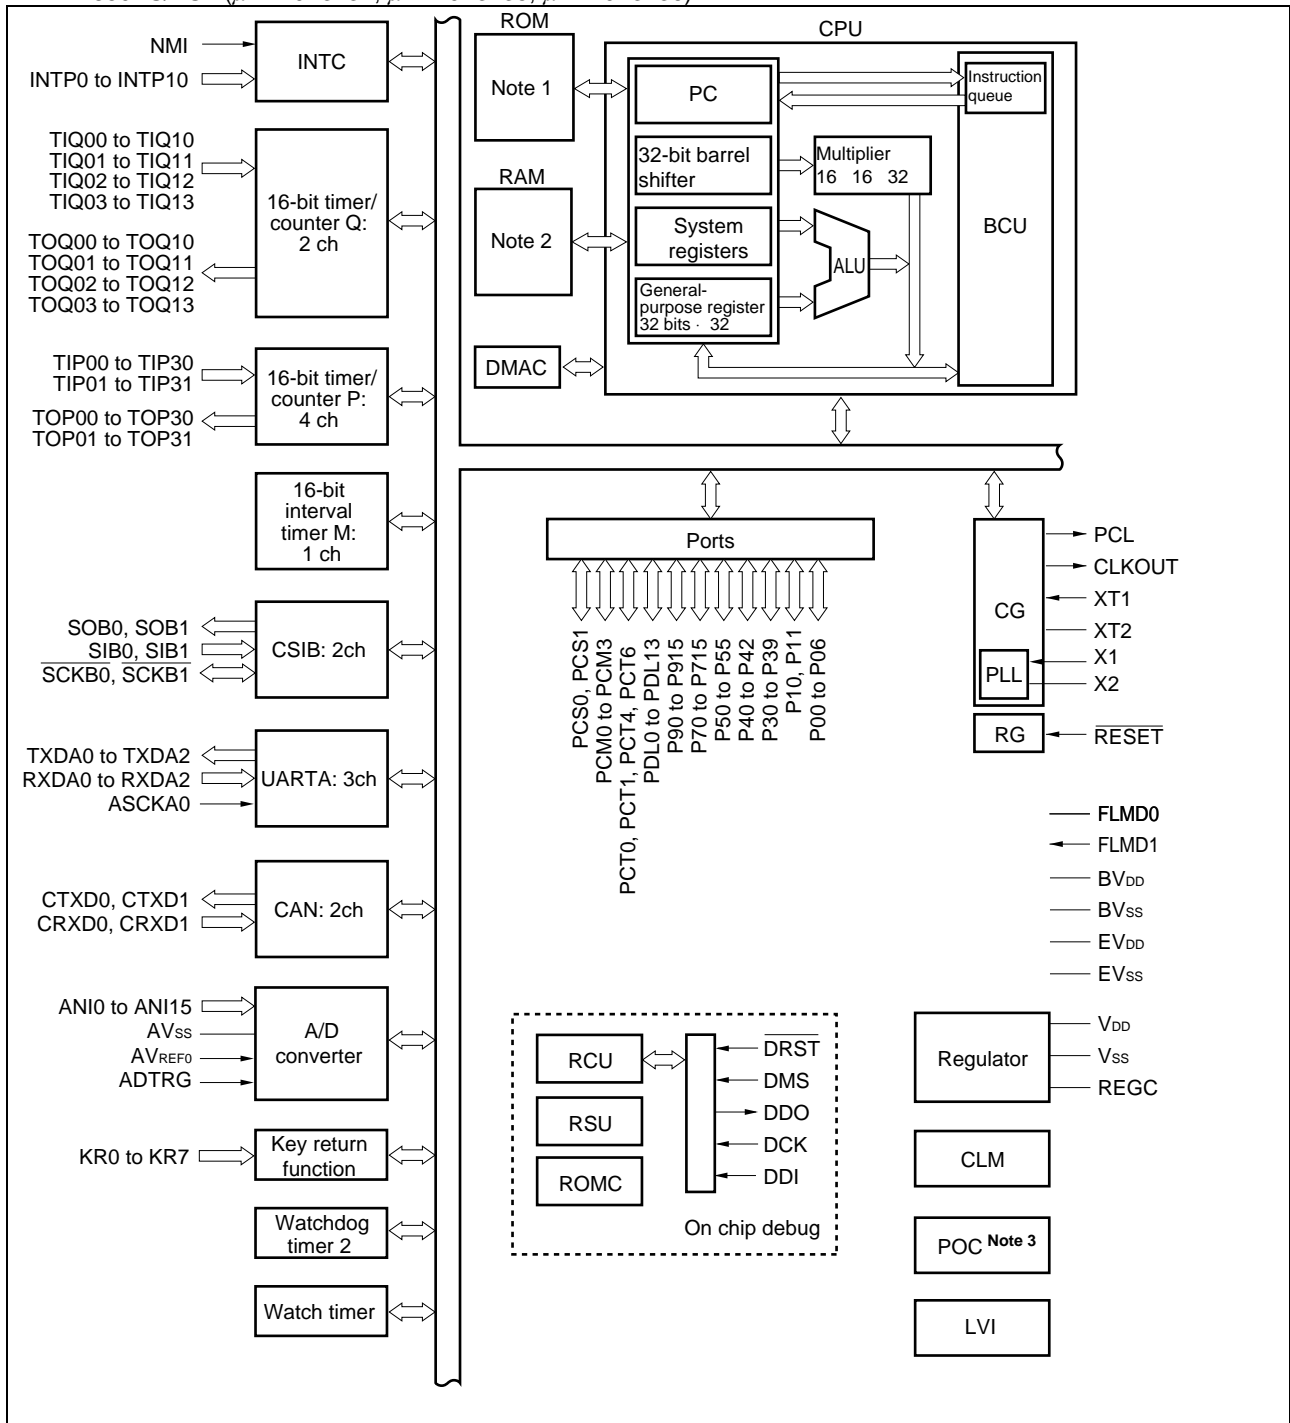 ROM
CPU
NMI
INTP0 to INTP10
INTC
Note 1
PC
Instruction
queue
TIQ00 to TIQ10
TIQ01 to TIQ11
TIQ02 to TIQ12
TIQ03 to TIQ13
TOQ00 to TOQ10
TOQ01 to TOQ11
TOQ02 to TOQ12
TOQ03 to TOQ13
16-bit timer/
counter Q:
2 ch
RAM
Note 2
32-bit barrel
shifter
Multiplier
16 16 32
System
registers
ALU
BCU
General-
purpose register
32 bits · 32
DMAC
TIP00 to TIP30
TIP01 to TIP31
TOP00 to TOP30
TOP01 to TOP31
16-bit timer/
counter P:
4 ch
16-bit
interval
timer M:
1 ch
Ports
PCS0, PCS1
PCM0 to PCM3
PCT0, PCT1, PCT4, PCT6
PDL0 to PDL13
P90 to P915
P70 to P715
P50 to P55
P40 to P42
P30 to P39
P10, P11
P00 to P06
CG
PLL
PCL
CLKOUT
XT1
XT2
X1
X2
RG
RESET
SOB0, SOB1
SIB0, SIB1
SCKB0, SCKB1
CSIB: 2ch
TXDA0 to TXDA2
RXDA0 to RXDA2
ASCKA0
UARTA: 3ch
FLMD0
FLMD1
BVDD
BVSS
EVDD
EVSS
CTXD0, CTXD1
CRXD0, CRXD1
CAN: 2ch
ANI0 to ANI15
AVSS
AVREF0
ADTRG
A/D
converter
RCU
RSU
ROMC
DRST
DMS
DDO
DCK
DDI
On chip debug
Regulator
VDD
VSS
REGC
KR0 to KR7
Key return
function
CLM
Watchdog
timer 2
POC Note 3
Watch timer
LVI